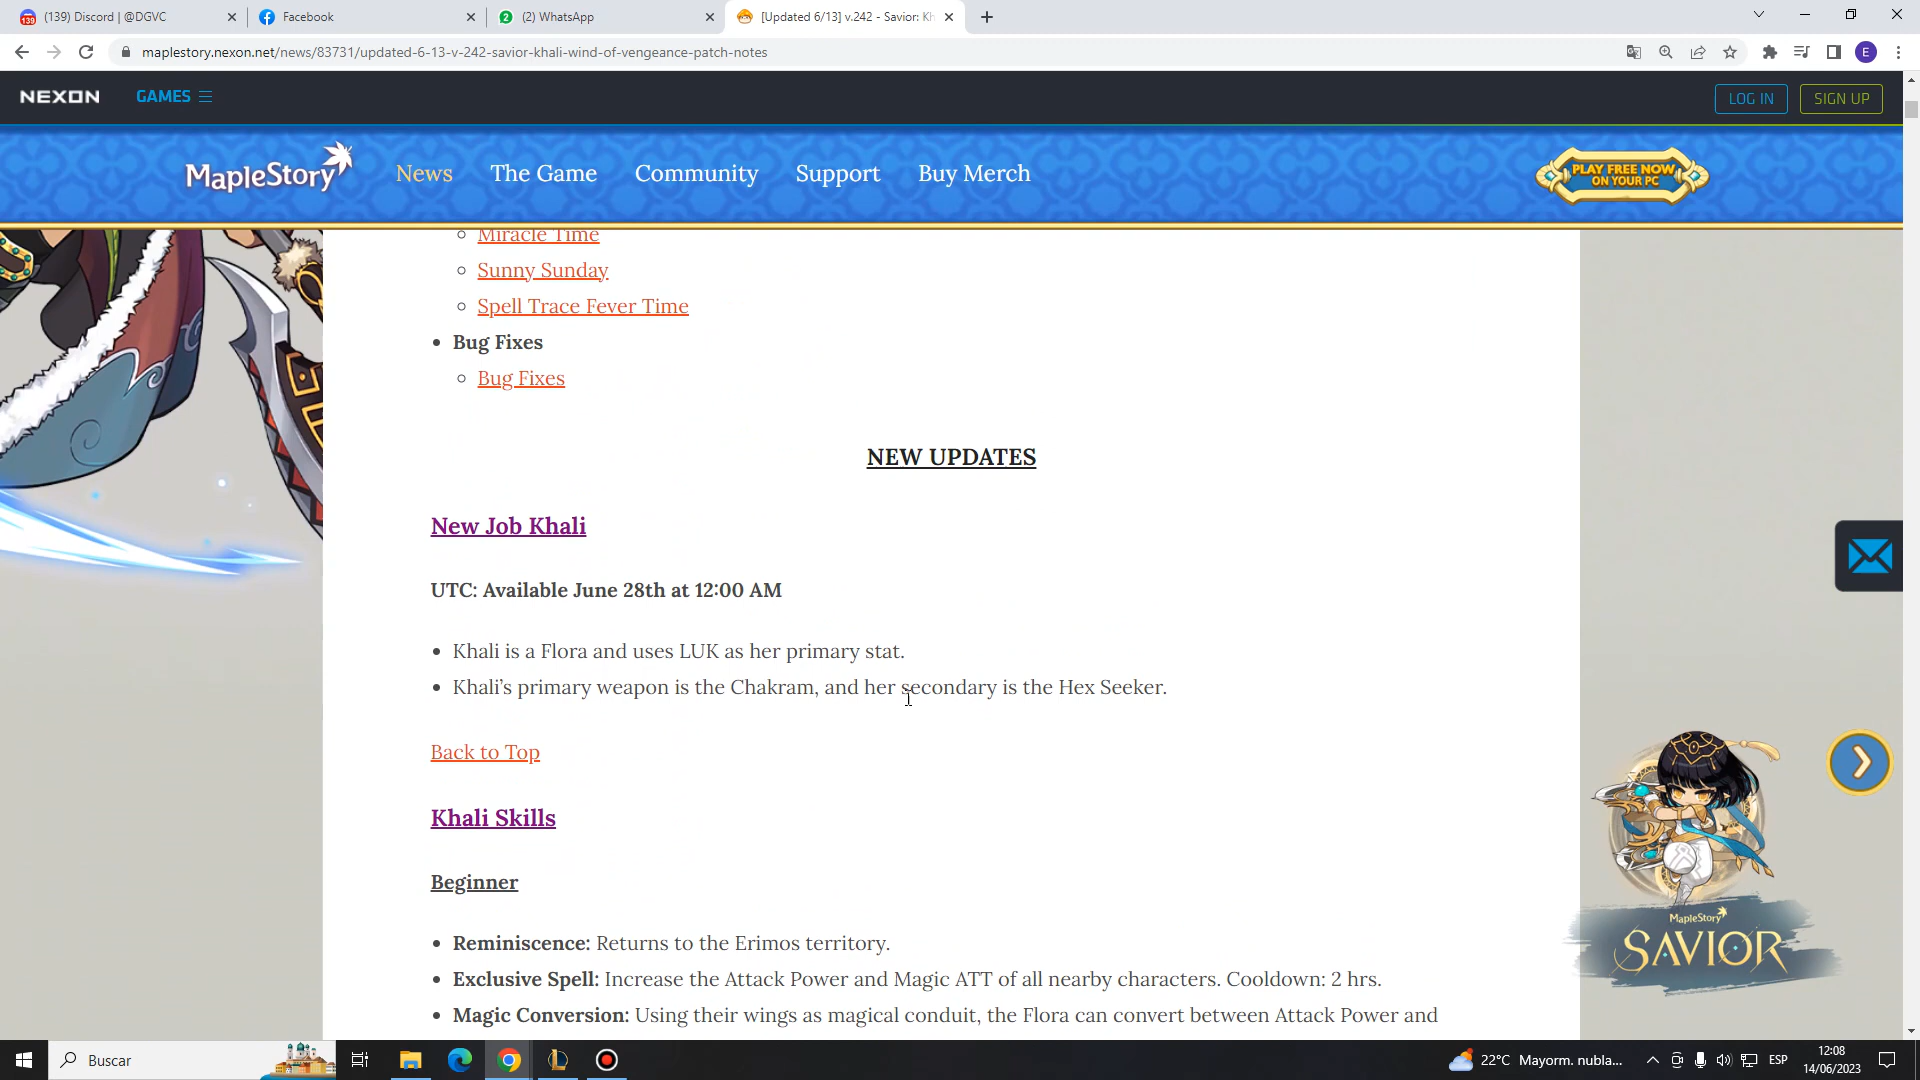 (139) Discord | @DGVC
Facebook
(2) WhatsApp
[Updated 6/13] v.242 - Savior: Kh
maplestory.nexon.net/news/83731/updated-6-13-v-242-savior-khali-wind-of-vengeance-patch-notes
E
NEXON
GAMES
LOG IN
SIGN UP
MapleStory
News
The Game
Community
Support
Buy Merch
PLAY FREE NOW
ON YOUR PC
Miracle Time
Sunny Sunday
Spell Trace Fever Time
Bug Fixes
Bug Fixes
NEW UPDATES
New Job Khali
UTC: Available June 28th at 12:00 AM
Khali is a Flora and uses LUK as her primary stat.
Khali’s primary weapon is the Chakram, and her secondary is the Hex Seeker.
Back to Top
Khali Skills
Beginner
Reminiscence: Returns to the Erimos territory.
Exclusive Spell: Increase the Attack Power and Magic ATT of all nearby characters. Cooldown: 2 hrs.
Magic Conversion: Using their wings as magical conduit, the Flora can convert between Attack Power and
MapleStory
SAVIOR
Buscar
22°C Mayorm. nubla...
ESP
12:08
14/06/2023